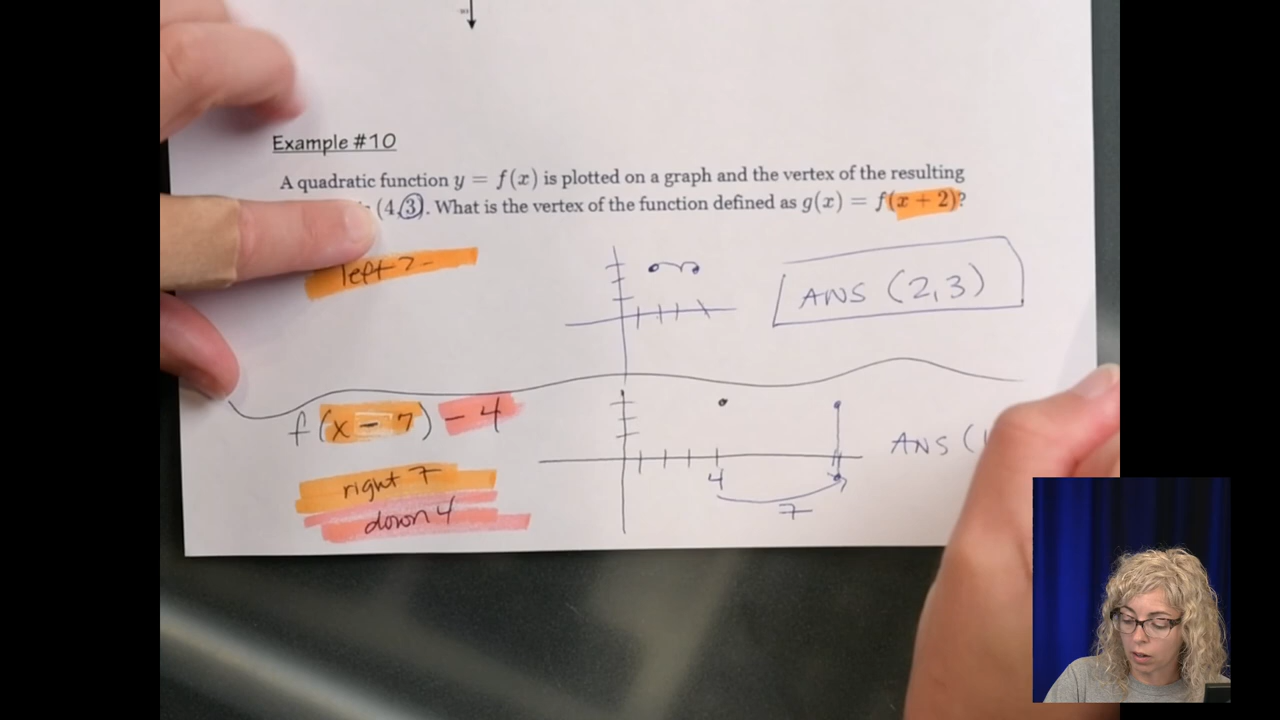 Example #10
A quadratic function y = f(x) is plotted on a graph and the vertex of the resulting
(4,3). What is the vertex of the function defined as g(x) = f(x + 2)?
left 2
ANS (2,3)
f(x - 7) - 4
right 7
down 4
4
7
ANS (1